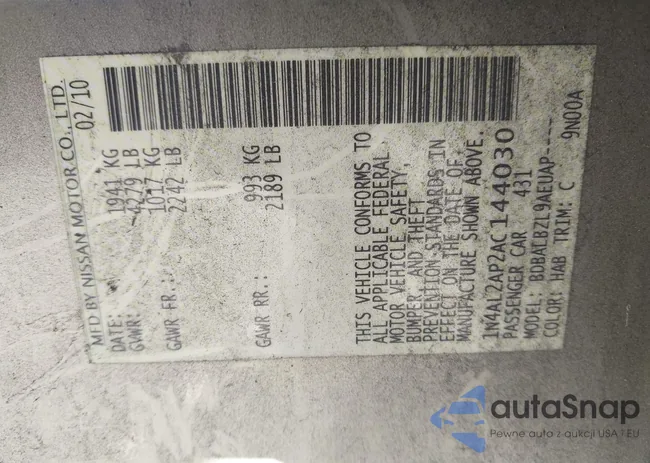 MFD BY NISSAN MOTOR CO., LTD.
DATE: 02/10
GVWR: 1941 KG
4279 LB
GAWR FR.: 1017 KG
2242 LB
GAWR RR.: 993 KG
2189 LB
THIS VEHICLE CONFORMS TO
ALL APPLICABLE FEDERAL
MOTOR VEHICLE SAFETY,
BUMPER, AND THEFT
PREVENTION STANDARDS IN
EFFECT ON THE DATE OF
MANUFACTURE SHOWN ABOVE.
1N4AL2AP2AC144030
PASSENGER CAR 431
MODEL: BDBALBZL9AEUAP-----
COLOR: HAB TRIM: C 9N00A
autaSnap
Pewne auto z aukcji USA i EU